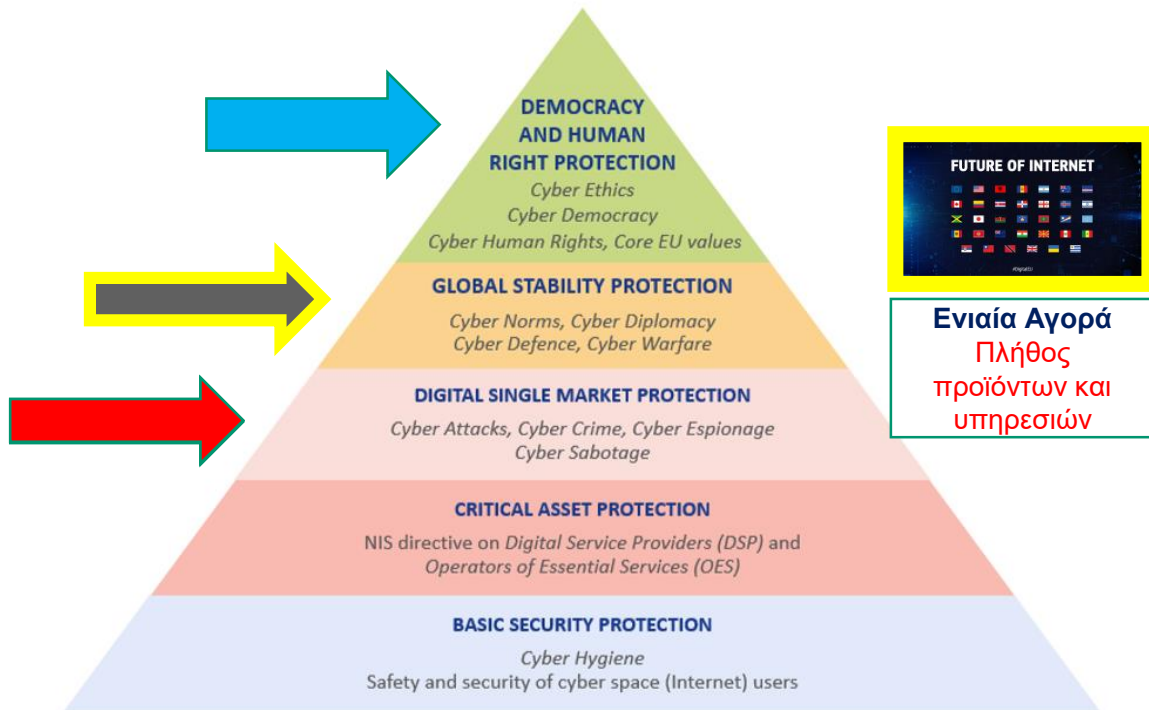 DEMOCRACY
AND HUMAN
RIGHT PROTECTION
Cyber Ethics
Cyber Democracy
Cyber Human Rights, Core EU values
GLOBAL STABILITY PROTECTION
Cyber Norms, Cyber Diplomacy
Cyber Defence, Cyber Warfare
DIGITAL SINGLE MARKET PROTECTION
Cyber Attacks, Cyber Crime, Cyber Espionage
Cyber Sabotage
CRITICAL ASSET PROTECTION
NIS directive on Digital Service Providers (DSP) and
Operators of Essential Services (OES)
BASIC SECURITY PROTECTION
Cyber Hygiene
Safety and security of cyber space (Internet) users
FUTURE OF INTERNET
#DigitalEU
Ενιαία Αγορά
Πλήθος
προϊόντων και
υπηρεσιών